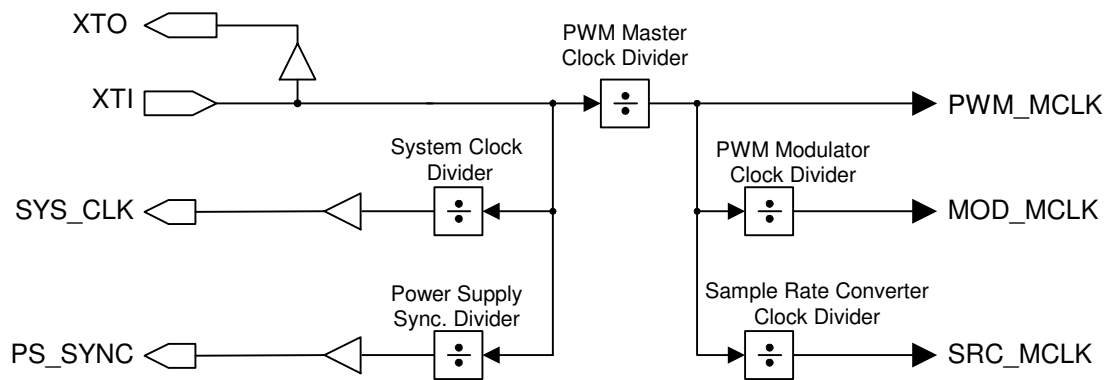 XTO
PWM Master
Clock Divider
÷
XTI
PWM_MCLK
System Clock
Divider
÷
PWM Modulator
Clock Divider
÷
SYS_CLK
MOD_MCLK
Power Supply
Sync. Divider
÷
Sample Rate Converter
Clock Divider
÷
PS_SYNC
SRC_MCLK